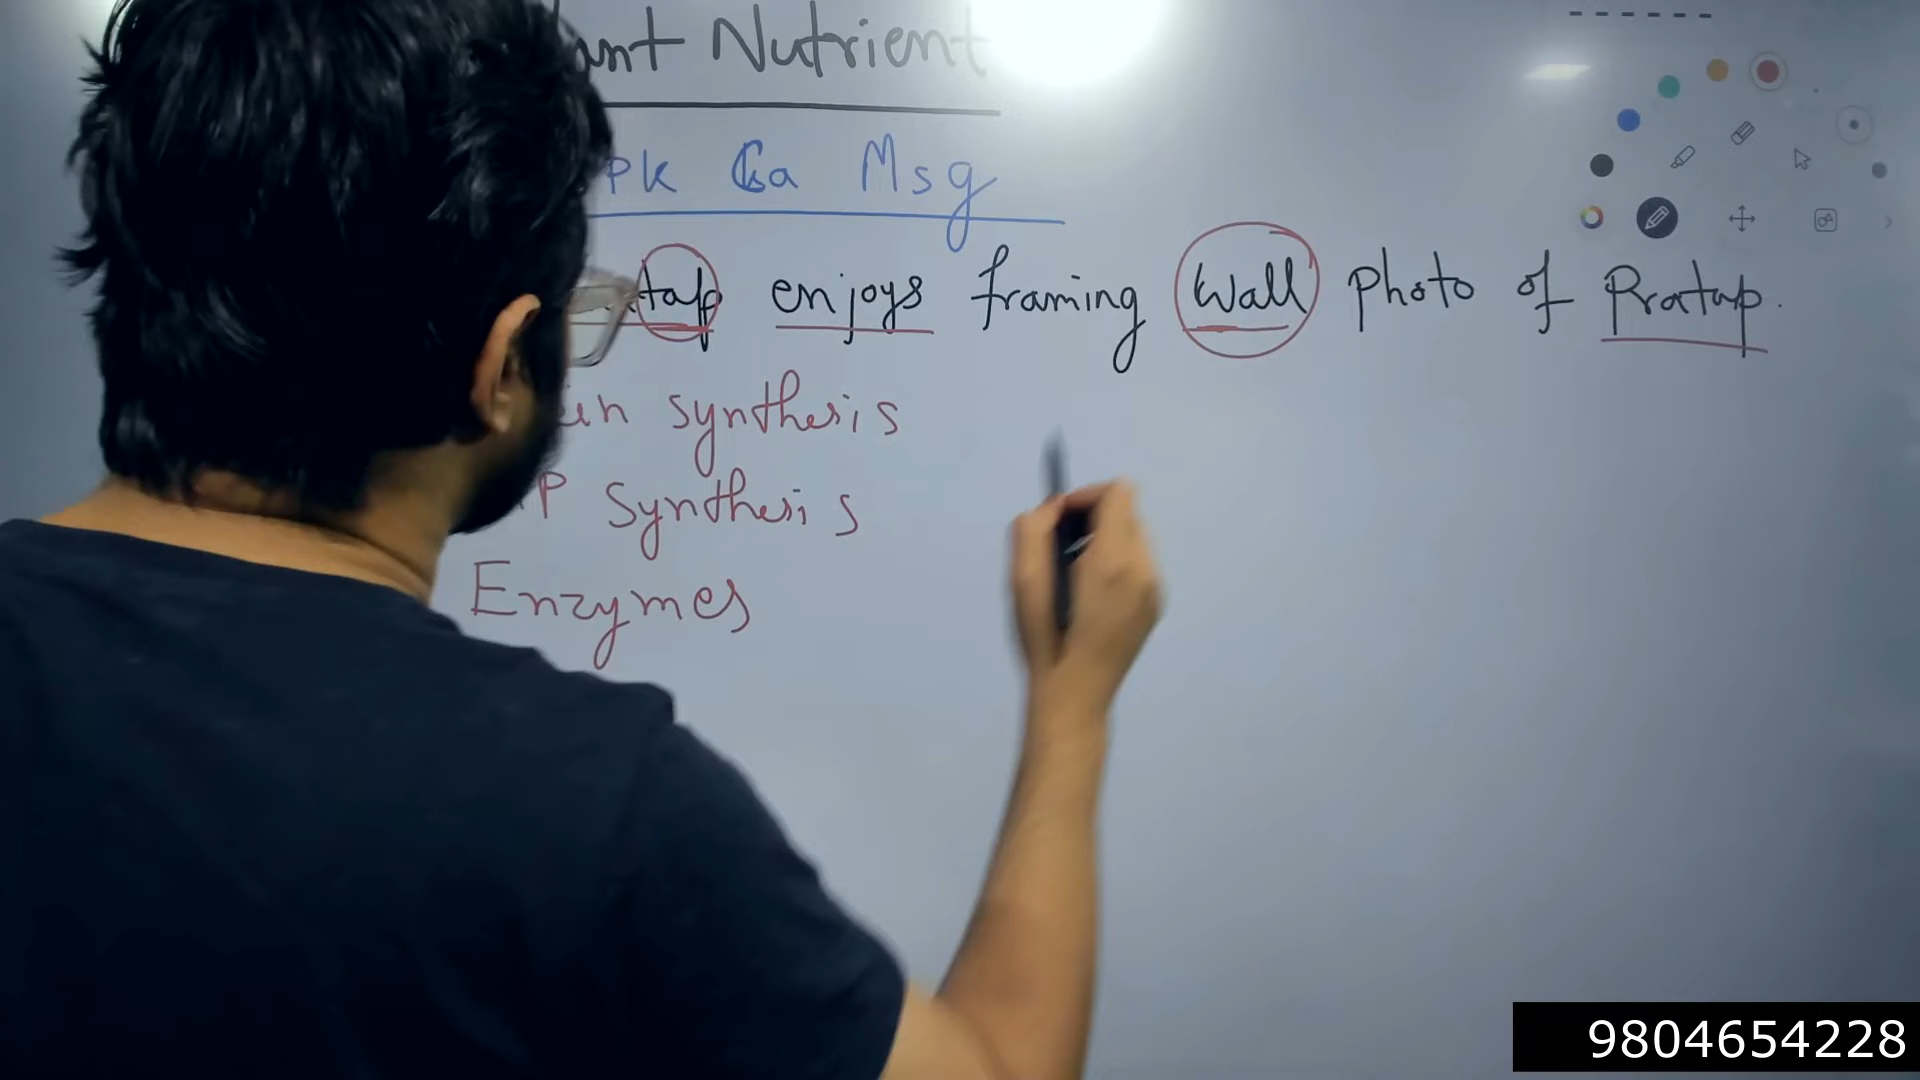 Nutrient
pk Ca Msg
enjoys framing Wall photo of Pratap.
synthesis
P Synthesis
Enzymes
9804654228